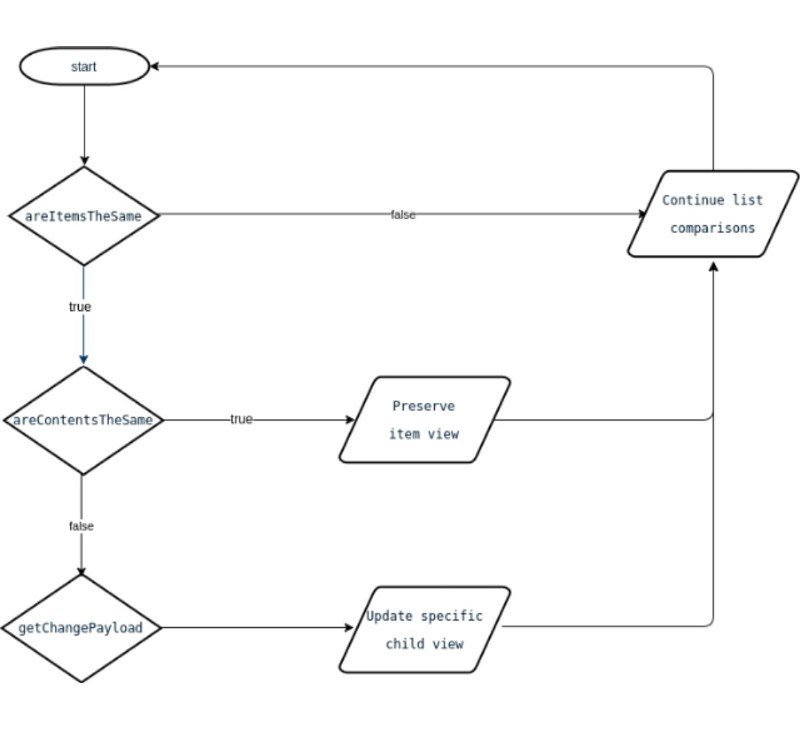 start
areItemsTheSame
false
Continue list
comparisons
true
areContentsTheSame
true
Preserve
item view
false
getChangePayload
Update specific
child view